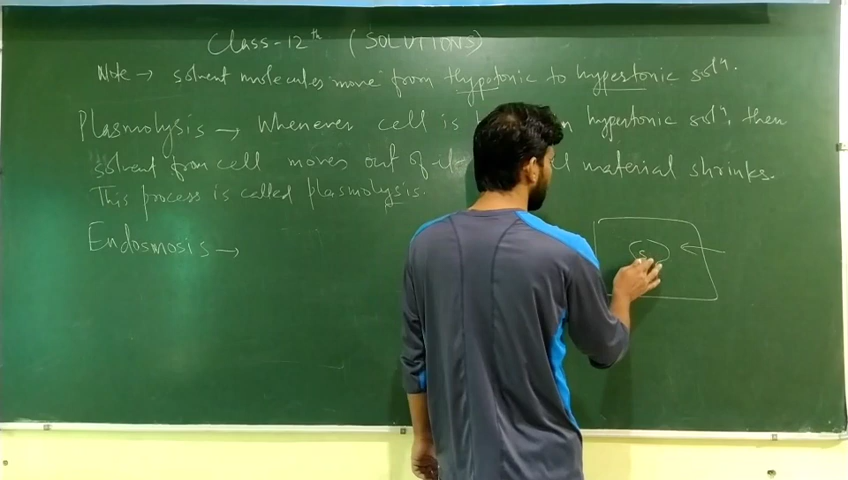 Class-12th (SOLUTIONS)
Note → solvent molecules move from hypotonic to hypertonic solⁿ.
Plasmolysis → Whenever cell is hypertonic solⁿ, then
solvent from cell moves out of it material shrinks.
This process is called plasmolysis.
Endosmosis →
S